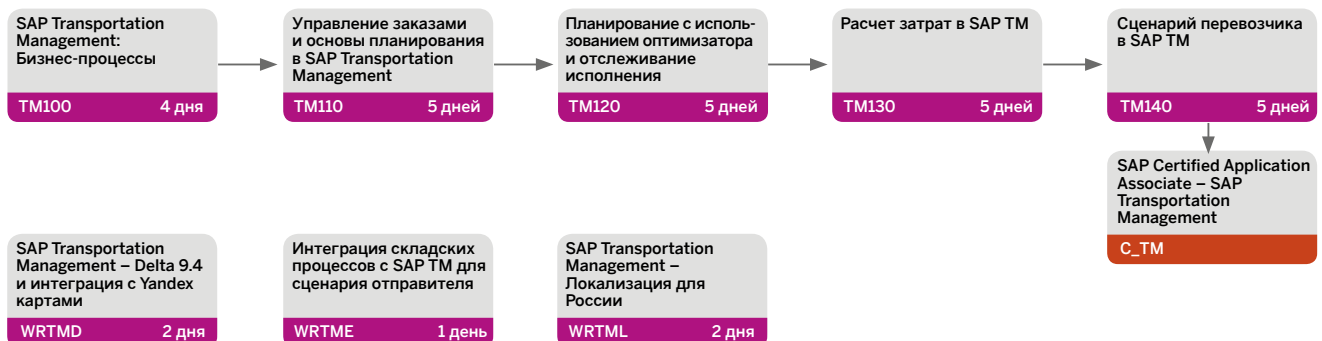 SAP Transportation
Management:
Бизнес-процессы
TM100 4 дня
Управление заказами
и основы планирования
в SAP Transportation
Management
TM110 5 дней
Планирование с исполь-
зованием оптимизатора
и отслеживание
исполнения
TM120 5 дней
Расчет затрат в SAP TM
TM130 5 дней
Сценарий перевозчика
в SAP TM
TM140 5 дней
SAP Certified Application
Associate – SAP
Transportation
Management
C_TM
SAP Transportation
Management – Delta 9.4
и интеграция с Yandex
картами
WRTMD 2 дня
Интеграция складских
процессов с SAP TM для
сценария отправителя
WRTME 1 день
SAP Transportation
Management –
Локализация для
России
WRTML 2 дня